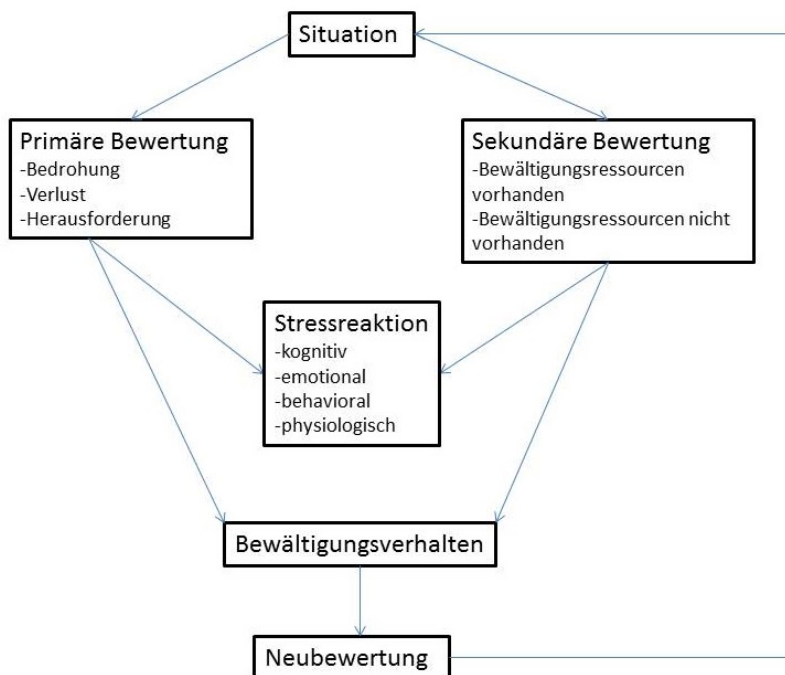 Situation
Primäre Bewertung
-Bedrohung
-Verlust
-Herausforderung
Sekundäre Bewertung
-Bewältigungsressourcen
vorhanden
-Bewältigungsressourcen nicht
vorhanden
Stressreaktion
-kognitiv
-emotional
-behavioral
-physiologisch
Bewältigungsverhalten
Neubewertung